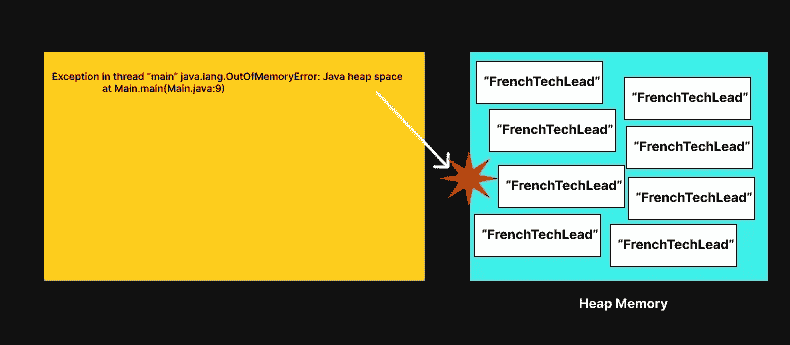 Exception in thread “main” java.lang.OutOfMemoryError: Java heap space
at Main.main(Main.java:9)
“FrenchTechLead”
“FrenchTechLead”
“FrenchTechLead”
“FrenchTechLead”
“FrenchTechLead”
“FrenchTechLead”
“FrenchTechLead”
“FrenchTechLead”
Heap Memory